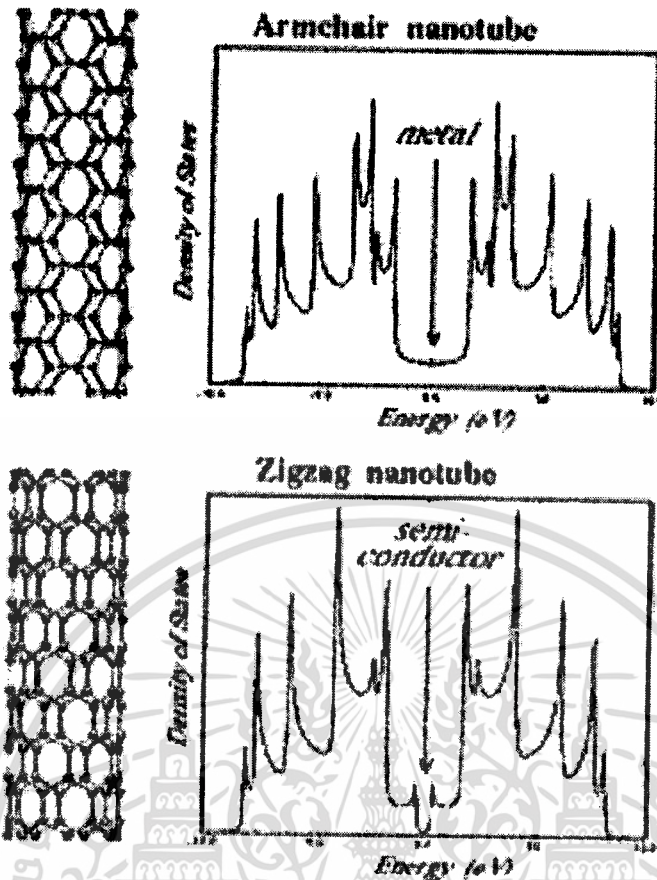 Armchair nanotube
metal
Density of States
Energy (eV)
Zigzag nanotube
semi-
conductor
Density of States
Energy (eV)